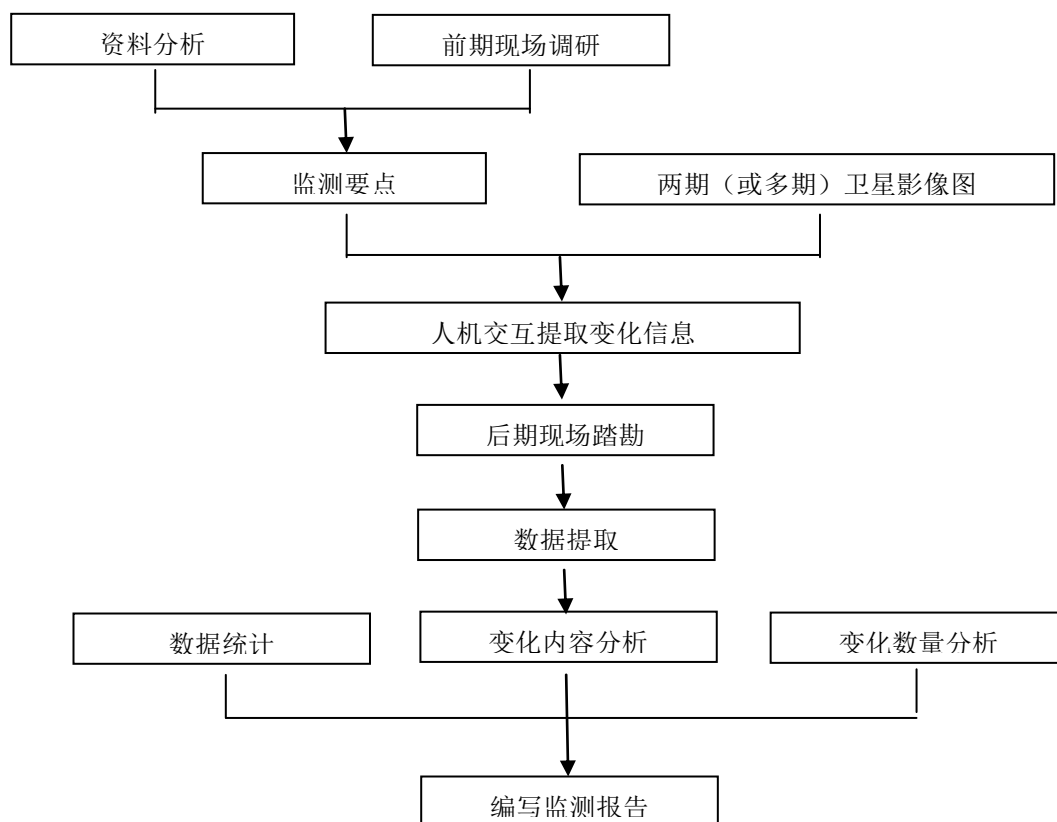 资料分析
前期现场调研
监测要点
两期（或多期）卫星影像图
人机交互提取变化信息
后期现场踏勘
数据提取
数据统计
变化内容分析
变化数量分析
编写监测报告